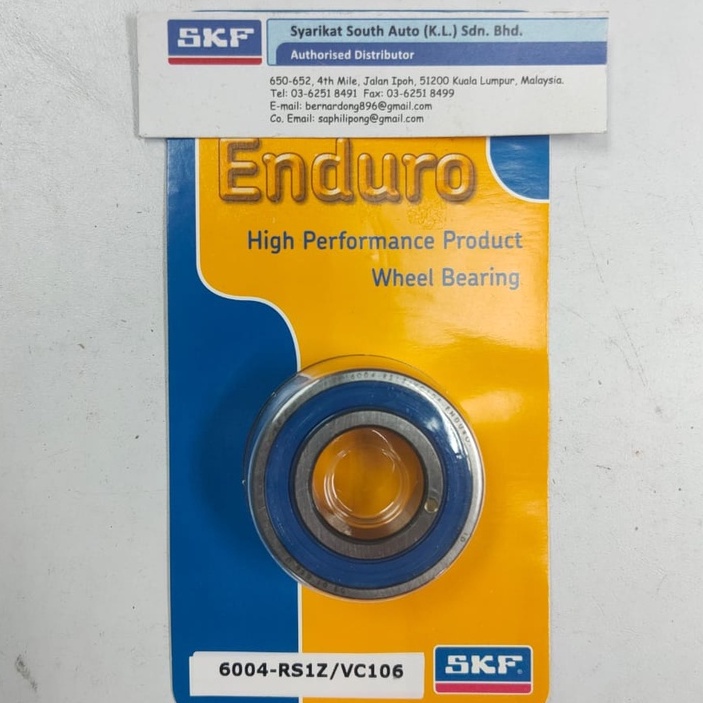 SKF
Syarikat South Auto (K.L.) Sdn. Bhd.
Authorised Distributor
650-652, 4th Mile, Jalan Ipoh, 51200 Kuala Lumpur, Malaysia.
Tel: 03-6251 8491 Fax: 03-6251 8499
E-mail: bernardong896@gmail.com
Co. Email: saphilipong@gmail.com
Enduro
High Performance Product
Wheel Bearing
6004-RS1Z/VC106
SKF